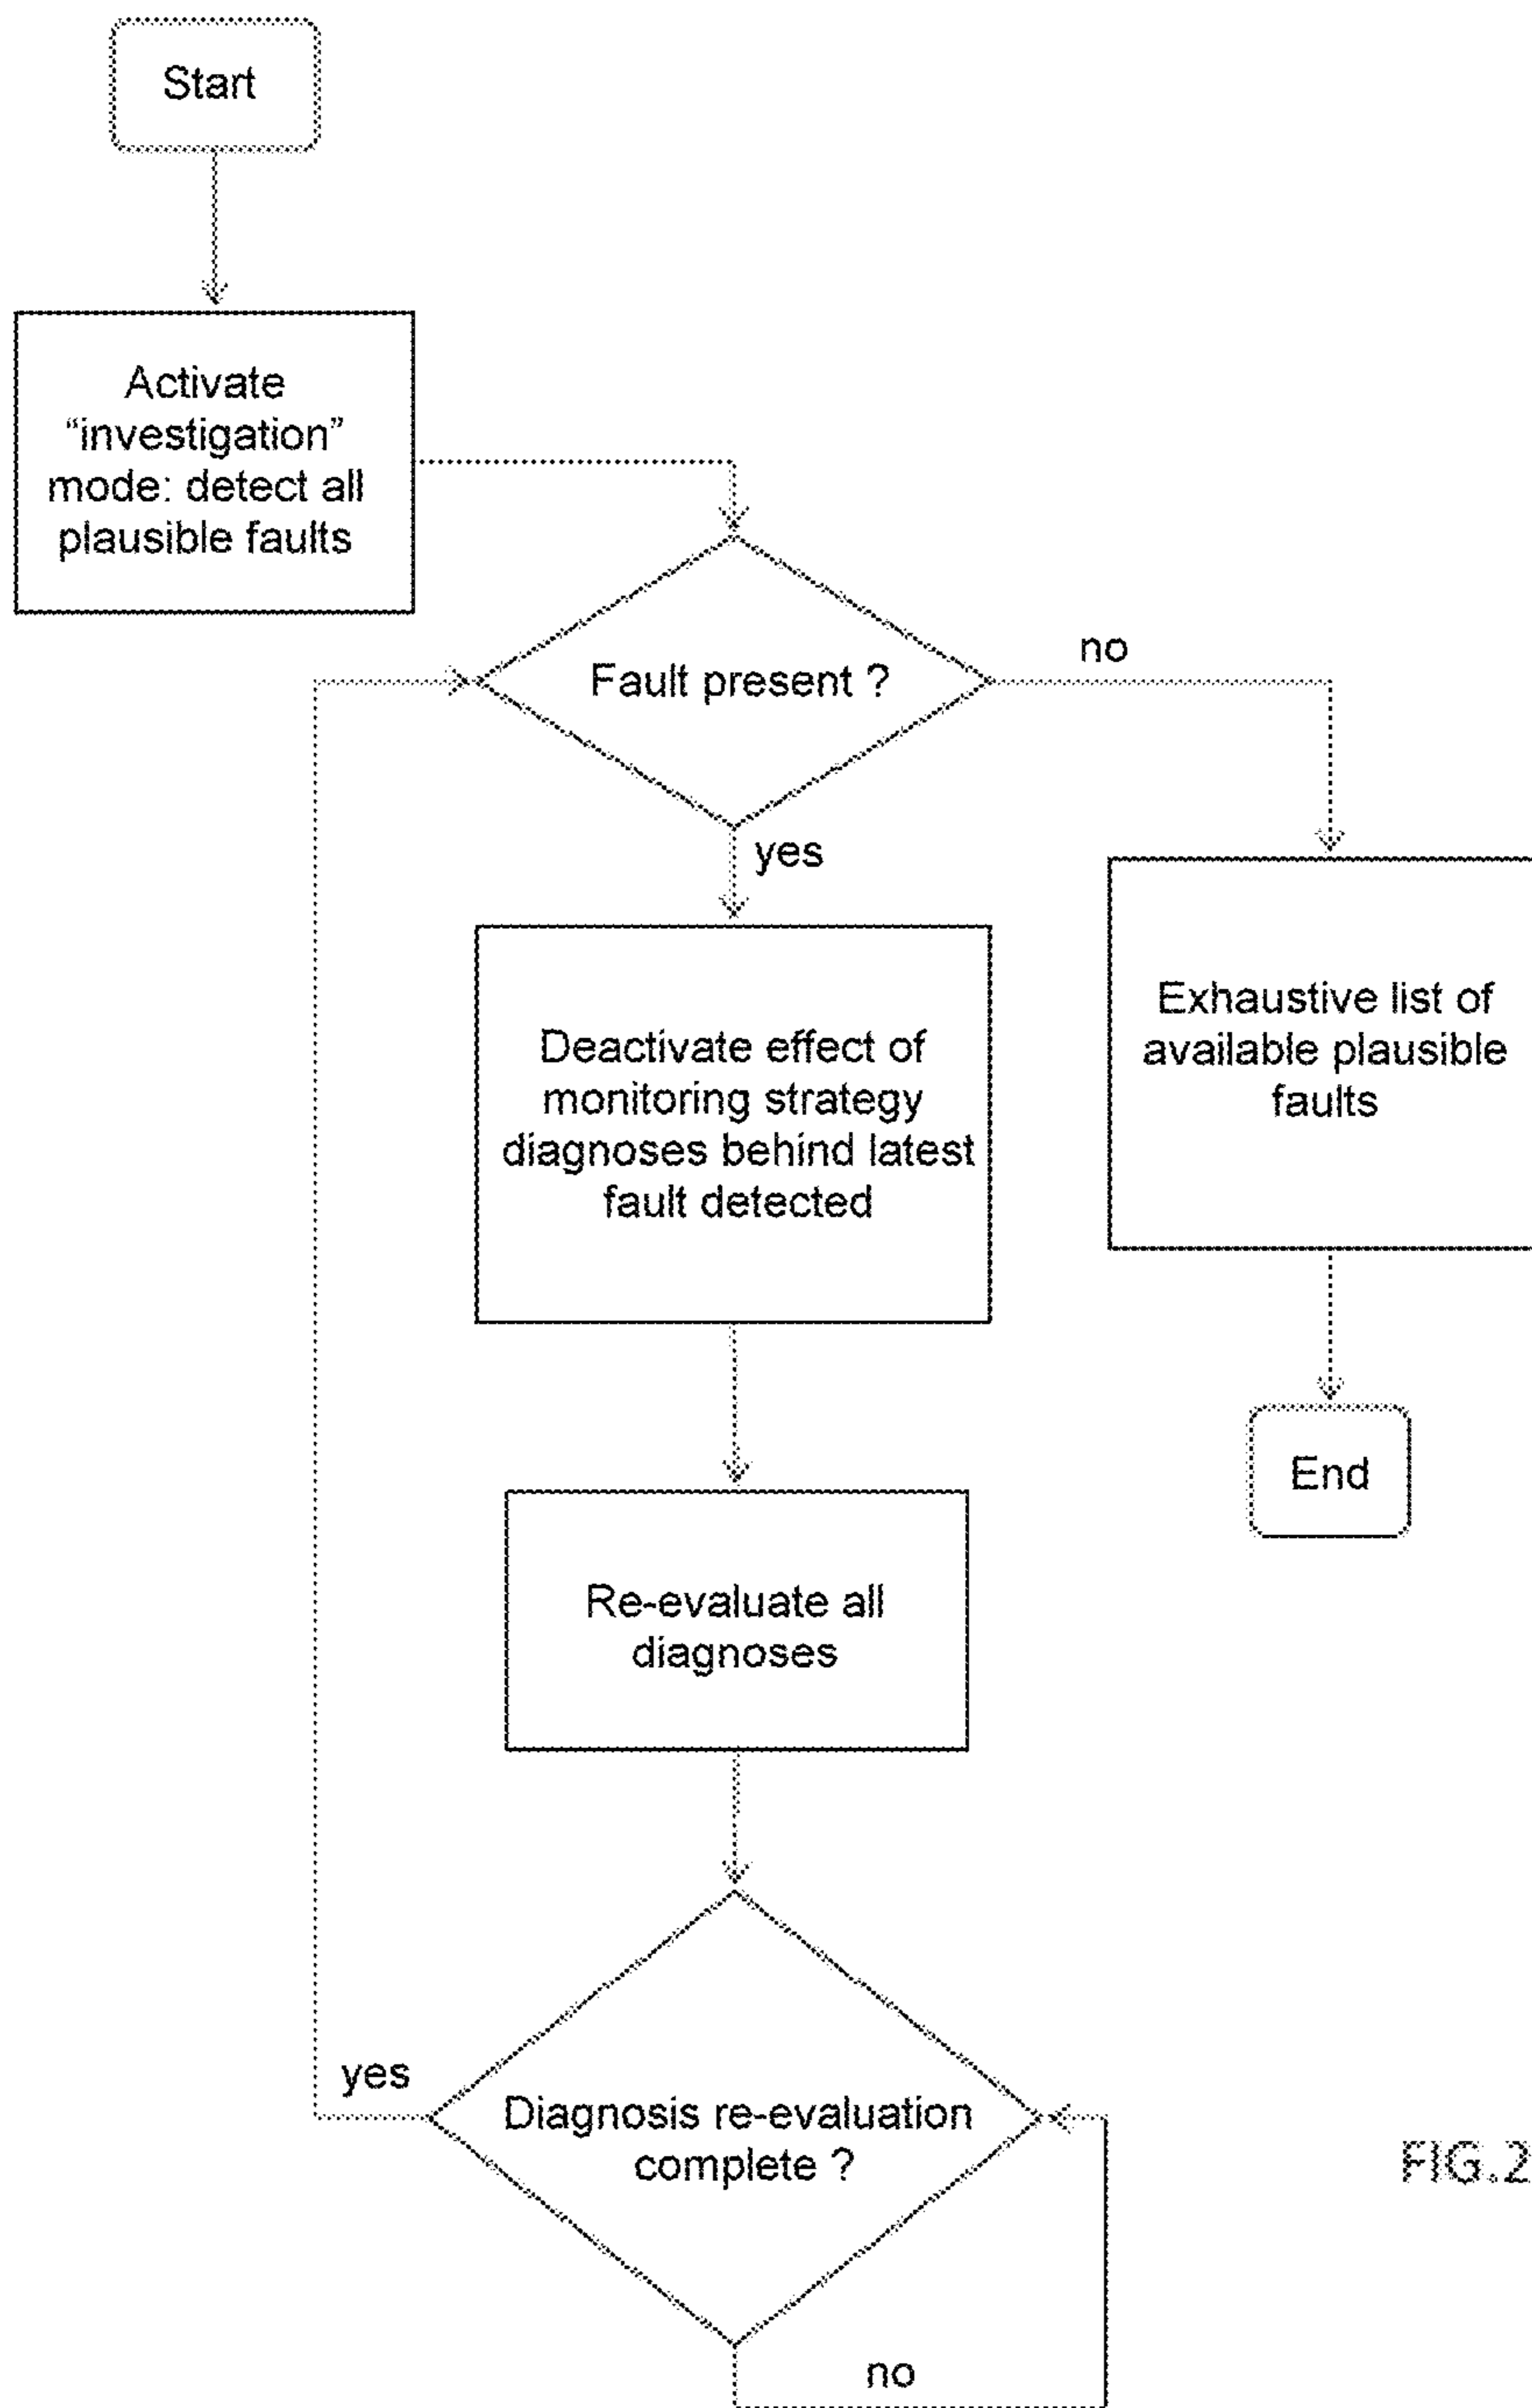 Start
Activate
“investigation”
mode: detect all
plausible faults
Fault present ?
no
yes
Deactivate effect of
monitoring strategy
diagnoses behind latest
fault detected
Exhaustive list of
available plausible
faults
End
Re-evaluate all
diagnoses
yes
Diagnosis re-evaluation
complete ?
no
FIG.2